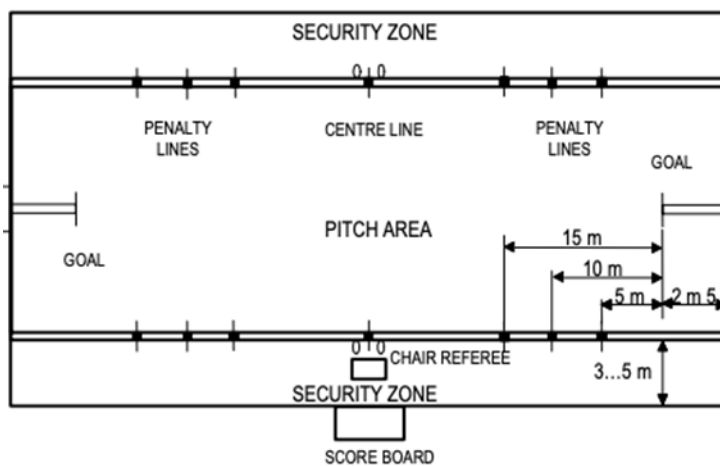 SECURITY ZONE
0 0
PENALTY
LINES
CENTRE LINE
PENALTY
LINES
GOAL
PITCH AREA
15 m
GOAL
10 m
5 m
2 m 5
0 0
CHAIR REFEREE
3...5 m
SECURITY ZONE
SCORE BOARD